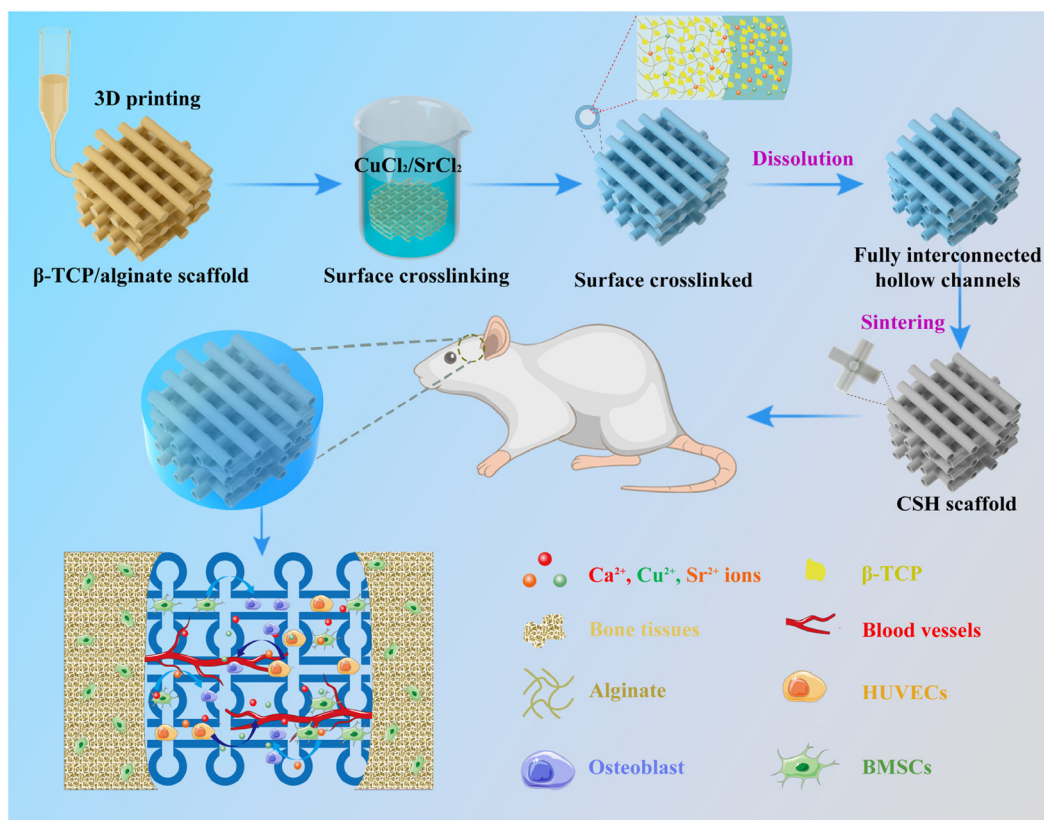 3D printing
β-TCP/alginate scaffold
CuCl₂/SrCl₂
Surface crosslinking
Surface crosslinked
Dissolution
Fully interconnected
hollow channels
Sintering
CSH scaffold
Ca²⁺, Cu²⁺, Sr²⁺ ions
β-TCP
Bone tissues
Blood vessels
Alginate
HUVECs
Osteoblast
BMSCs